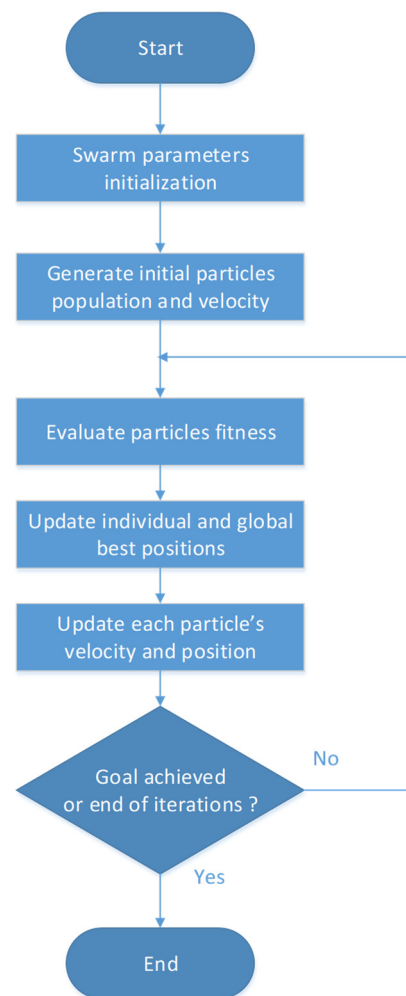 Start
Swarm parameters
initialization
Generate initial particles
population and velocity
Evaluate particles fitness
Update individual and global
best positions
Update each particle’s
velocity and position
Goal achieved
or end of iterations ?
No
Yes
End